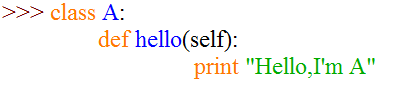 >>> class A:
def hello(self):
print "Hello,I'm A"